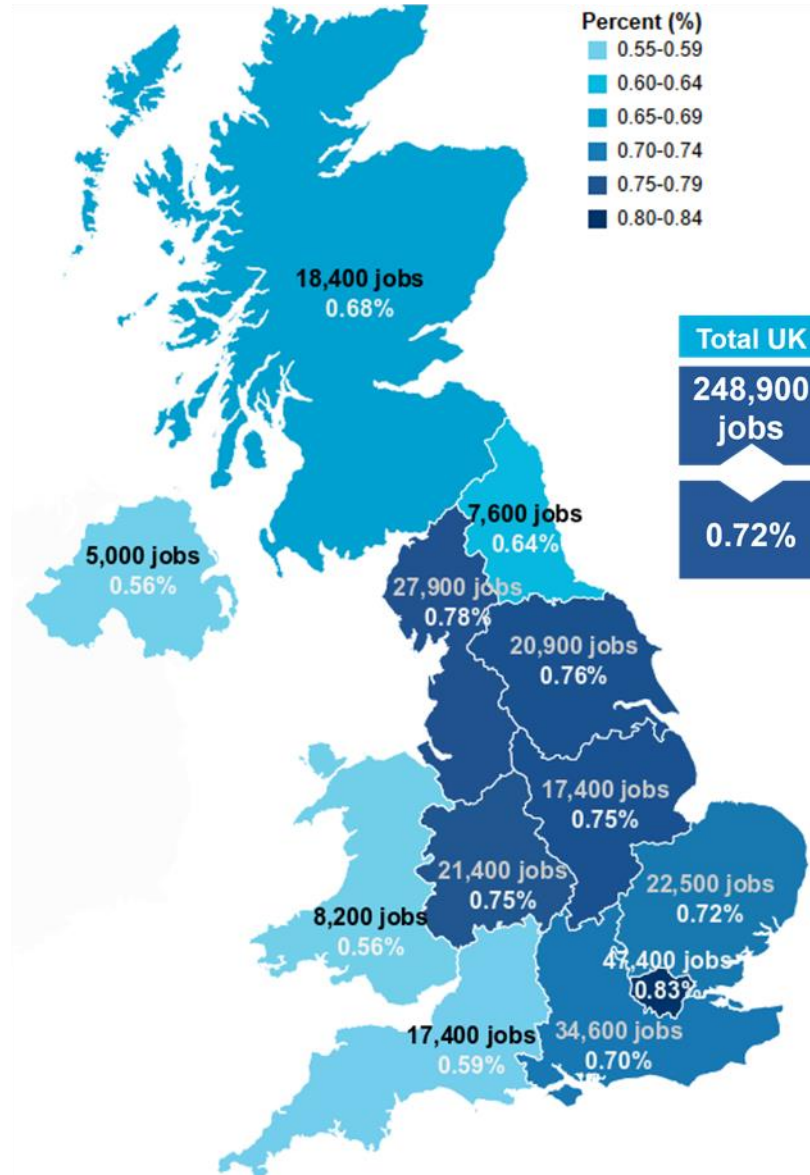 Percent (%)
0.55-0.59
0.60-0.64
0.65-0.69
0.70-0.74
0.75-0.79
0.80-0.84
18,400 jobs
0.68%
Total UK
248,900
jobs
0.72%
7,600 jobs
0.64%
5,000 jobs
0.56%
27,900 jobs
0.78%
20,900 jobs
0.76%
17,400 jobs
0.75%
21,400 jobs
0.75%
22,500 jobs
0.72%
8,200 jobs
0.56%
47,400 jobs
0.83%
17,400 jobs
0.59%
34,600 jobs
0.70%